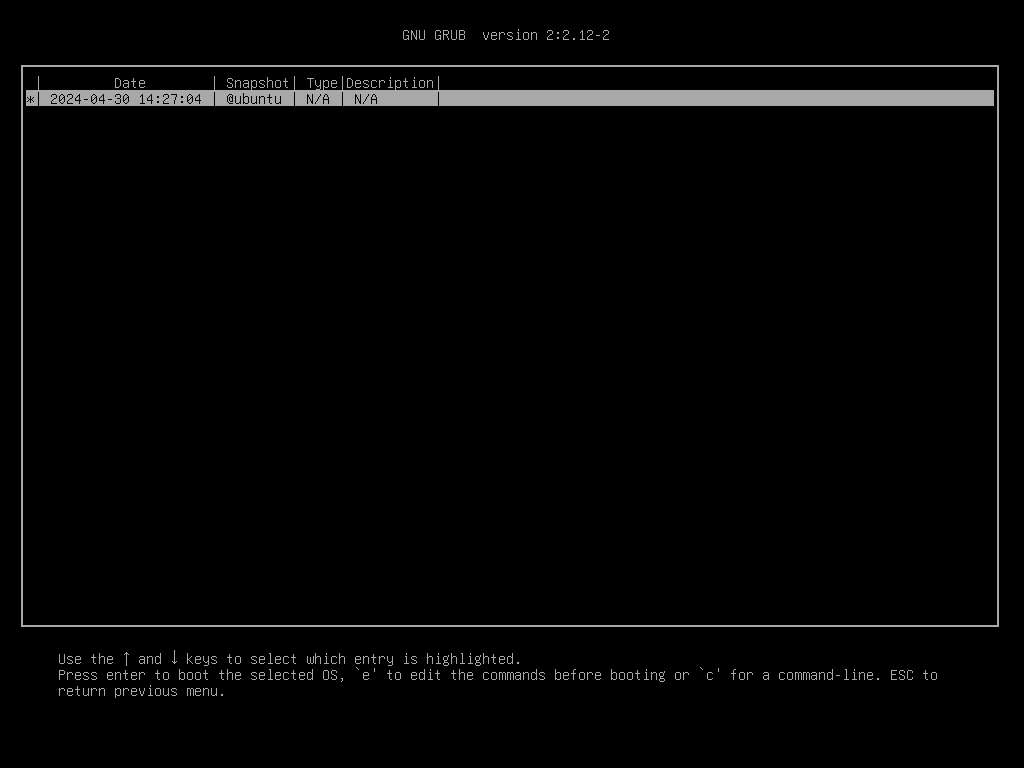 GNU GRUB  version 2:2.12-2
 |         Date        | Snapshot| Type|Description|
*| 2024-04-30 14:27:04 | @ubuntu | N/A | N/A       |
Use the ↑ and ↓ keys to select which entry is highlighted.
Press enter to boot the selected OS, `e' to edit the commands before booting or `c' for a command-line. ESC to
return previous menu.